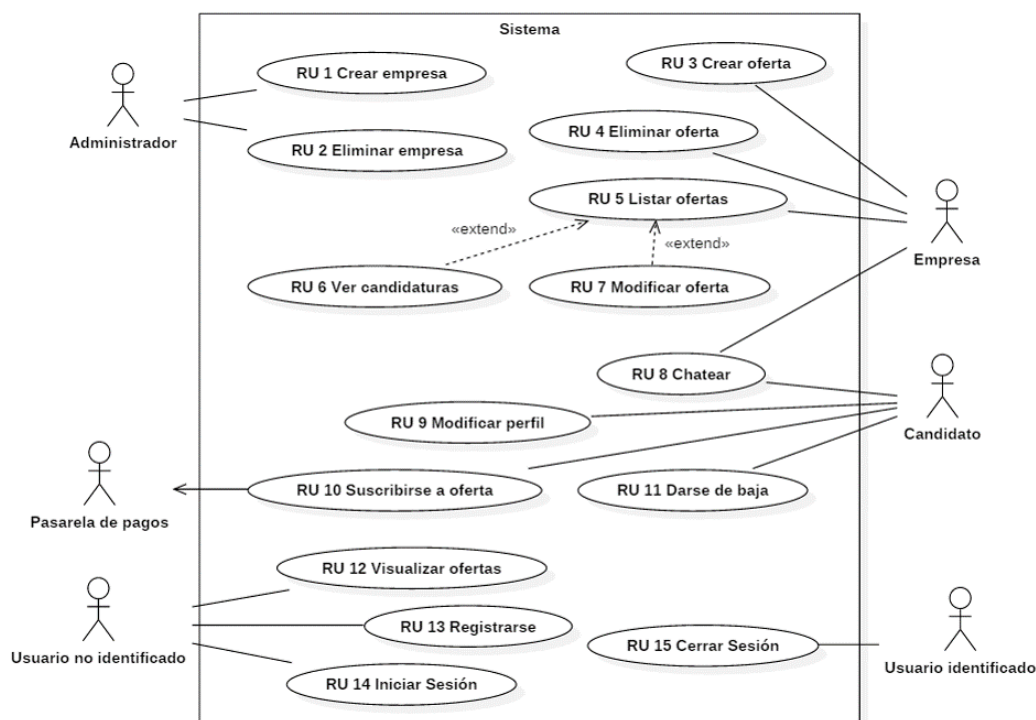 Sistema
RU 1 Crear empresa
RU 3 Crear oferta
Administrador
RU 4 Eliminar oferta
RU 2 Eliminar empresa
RU 5 Listar ofertas
«extend»
«extend»
Empresa
RU 6 Ver candidaturas
RU 7 Modificar oferta
RU 8 Chatear
RU 9 Modificar perfil
Candidato
RU 10 Suscribirse a oferta
RU 11 Darse de baja
Pasarela de pagos
RU 12 Visualizar ofertas
RU 13 Registrarse
RU 15 Cerrar Sesión
Usuario no identificado
Usuario identificado
RU 14 Iniciar Sesión